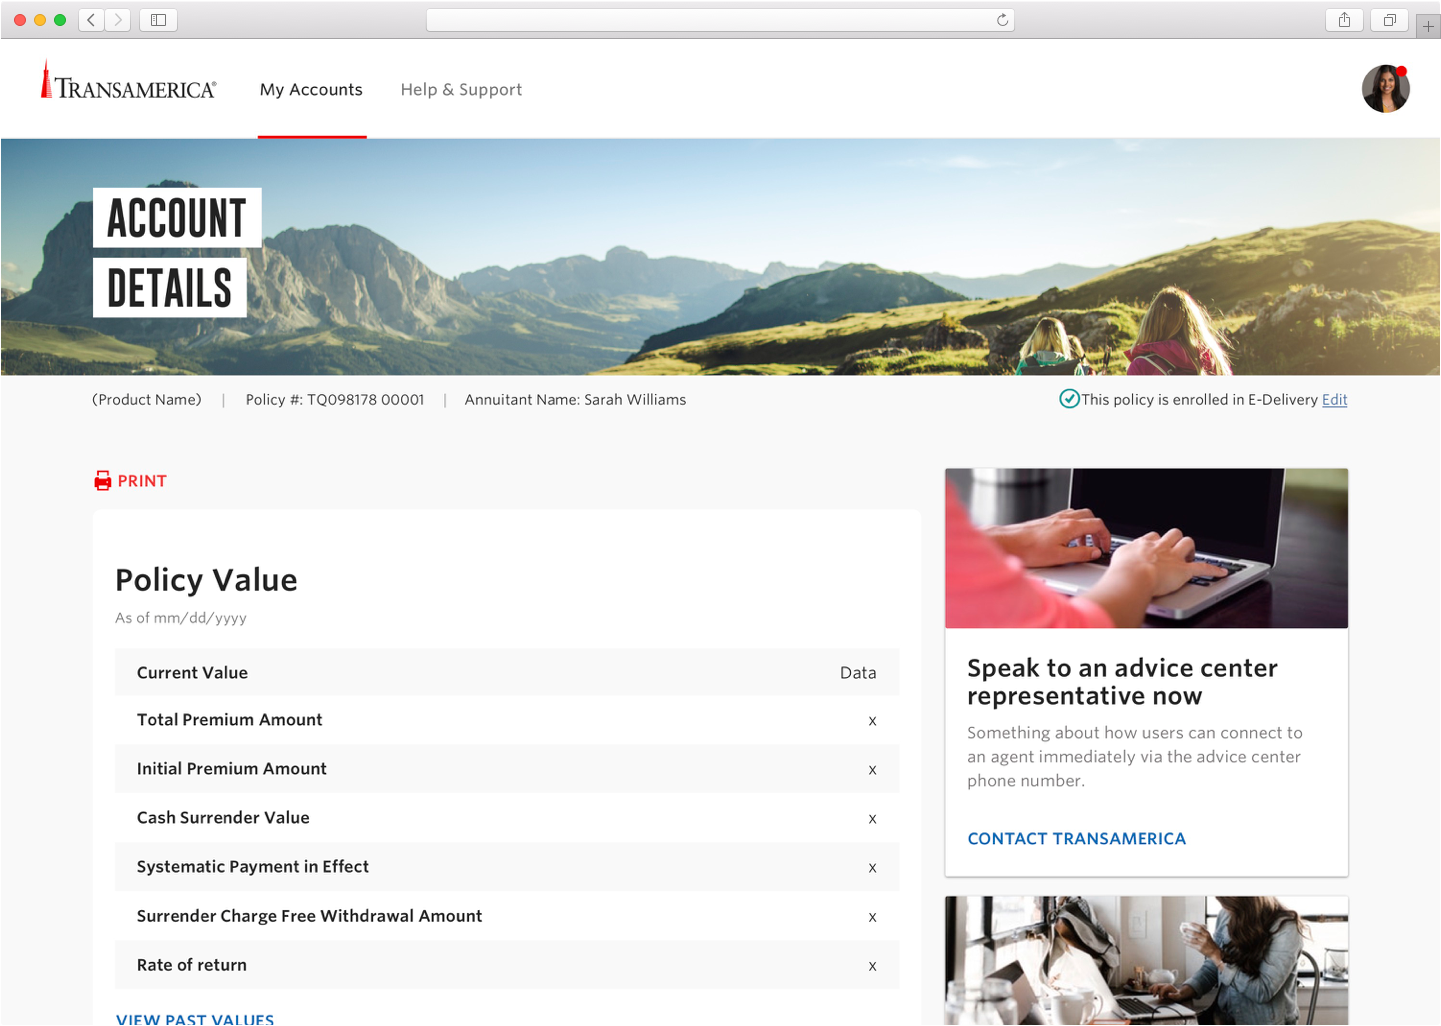 TRANSAMERICA®
My Accounts
Help & Support
ACCOUNT
DETAILS
(Product Name) | Policy #: TQ098178 00001 | Annuitant Name: Sarah Williams
This policy is enrolled in E-Delivery Edit
PRINT
Policy Value
As of mm/dd/yyyy
Current Value Data
Total Premium Amount x
Initial Premium Amount x
Cash Surrender Value x
Systematic Payment in Effect x
Surrender Charge Free Withdrawal Amount x
Rate of return x
VIEW PAST VALUES
Speak to an advice center
representative now
Something about how users can connect to
an agent immediately via the advice center
phone number.
CONTACT TRANSAMERICA